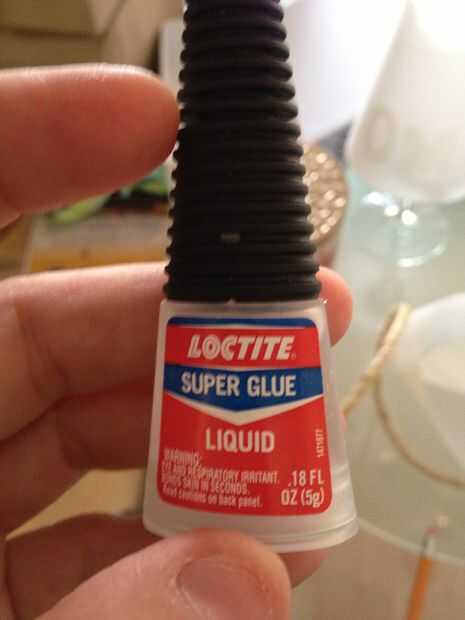 LOCTITE®
SUPER GLUE
LIQUID
WARNING:
EYE AND RESPIRATORY IRRITANT.
BONDS SKIN IN SECONDS.
Read cautions on back panel.
.18 FL
OZ (5g)
1471677